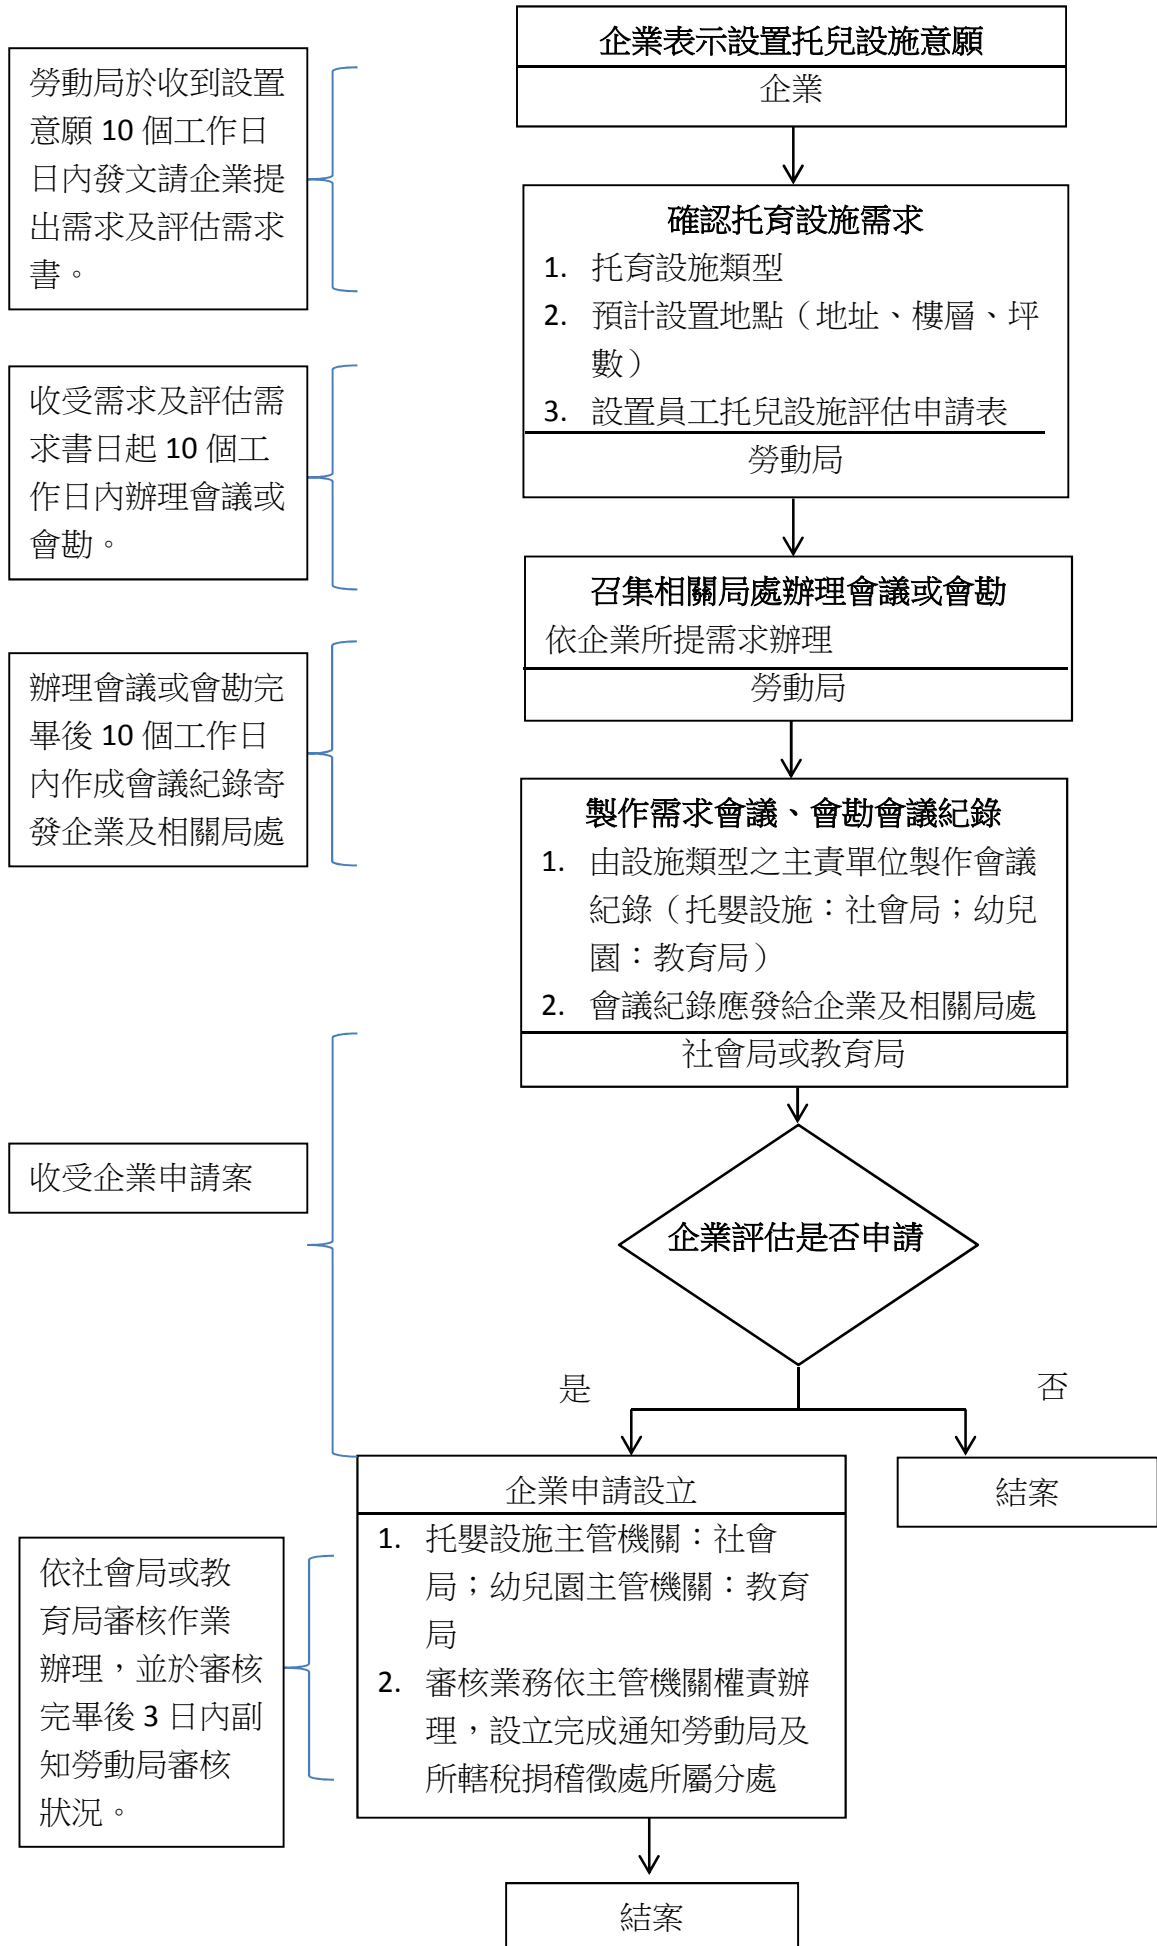 企業表示設置托兒設施意願
企業
勞動局於收到設置
意願 10 個工作日
日內發文請企業提
出需求及評估需求
書。
確認托育設施需求
1. 托育設施類型
2. 預計設置地點（地址、樓層、坪
數）
3. 設置員工托兒設施評估申請表
勞動局
收受需求及評估需
求書日起 10 個工
作日內辦理會議或
會勘。
召集相關局處辦理會議或會勘
依企業所提需求辦理
勞動局
辦理會議或會勘完
畢後 10 個工作日
內作成會議紀錄寄
發企業及相關局處
製作需求會議、會勘會議紀錄
1. 由設施類型之主責單位製作會議
紀錄（托嬰設施：社會局；幼兒
園：教育局）
2. 會議紀錄應發給企業及相關局處
社會局或教育局
收受企業申請案
企業評估是否申請
是
否
企業申請設立
1. 托嬰設施主管機關：社會
局；幼兒園主管機關：教育
局
2. 審核業務依主管機關權責辦
理，設立完成通知勞動局及
所轄稅捐稽徵處所屬分處
結案
依社會局或教
育局審核作業
辦理，並於審核
完畢後 3 日內副
知勞動局審核
狀況。
結案